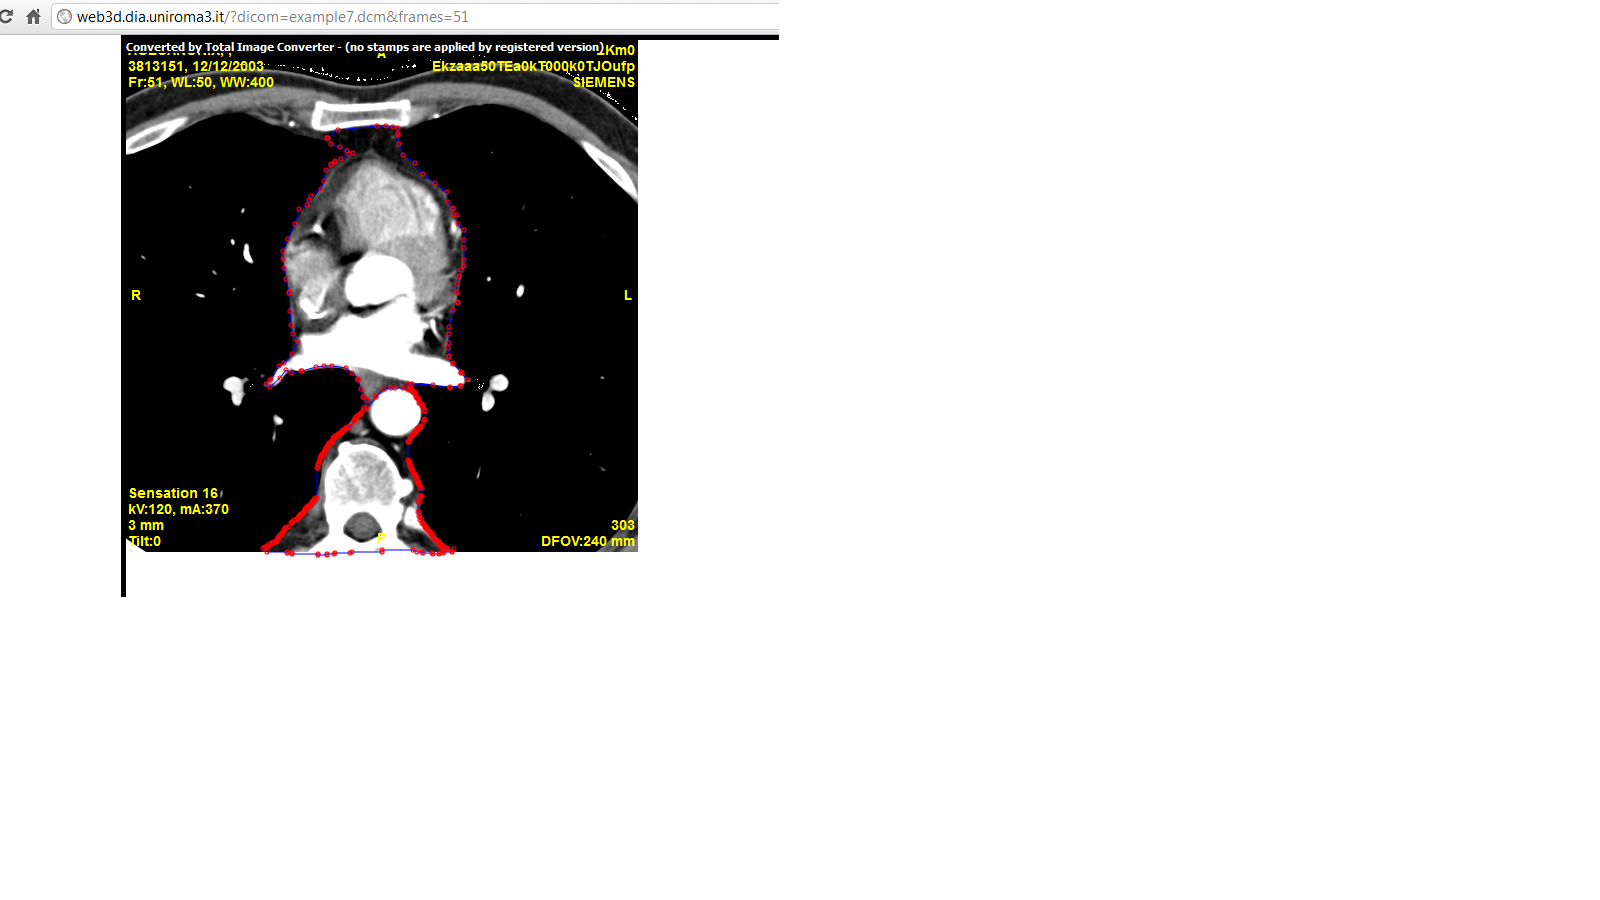 web3d.dia.uniroma3.it/?dicom=example7.dcm&frames=51
Converted by Total Image Converter - (no stamps are applied by registered version)
A
3813151, 12/12/2003
Ekzaaa50TEa0kT000k0TJOufp
Fr:51, WL:50, WW:400
SIEMENS
R
L
Sensation 16
kV:120, mA:370
3 mm
303
Tilt:0
P
DFOV:240 mm